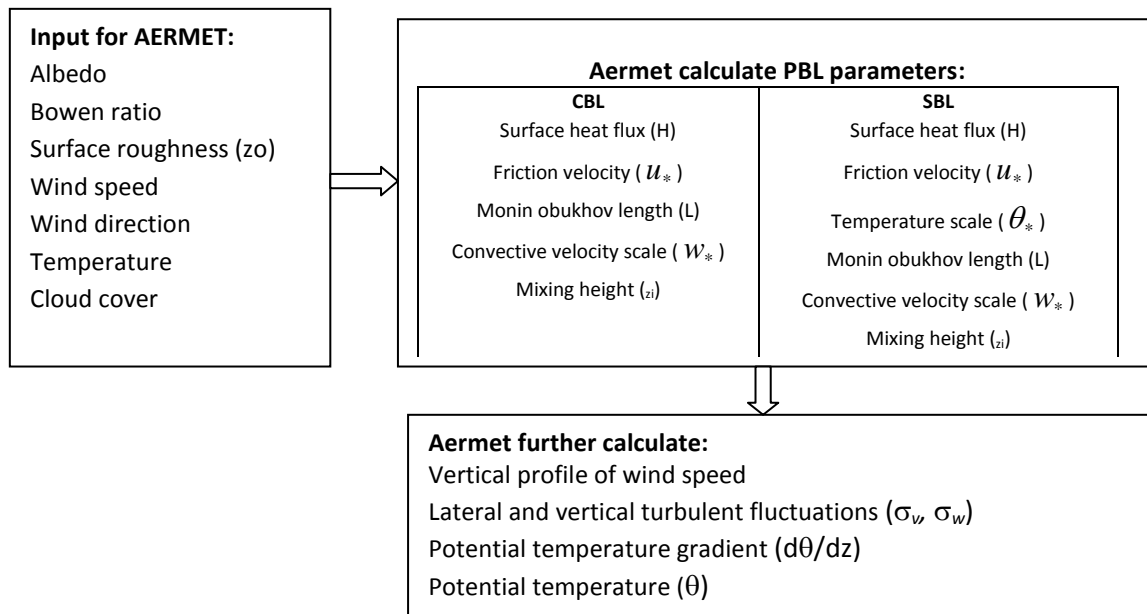 Input for AERMET:
Albedo
Bowen ratio
Surface roughness (zo)
Wind speed
Wind direction
Temperature
Cloud cover
Aermet calculate PBL parameters:
CBL
Surface heat flux (H)
Friction velocity ( u* )
Monin obukhov length (L)
Convective velocity scale ( w* )
Mixing height (zi)
SBL
Surface heat flux (H)
Friction velocity ( u* )
Temperature scale ( θ* )
Monin obukhov length (L)
Convective velocity scale ( w* )
Mixing height (zi)
Aermet further calculate:
Vertical profile of wind speed
Lateral and vertical turbulent fluctuations (σv, σw)
Potential temperature gradient (dθ/dz)
Potential temperature (θ)